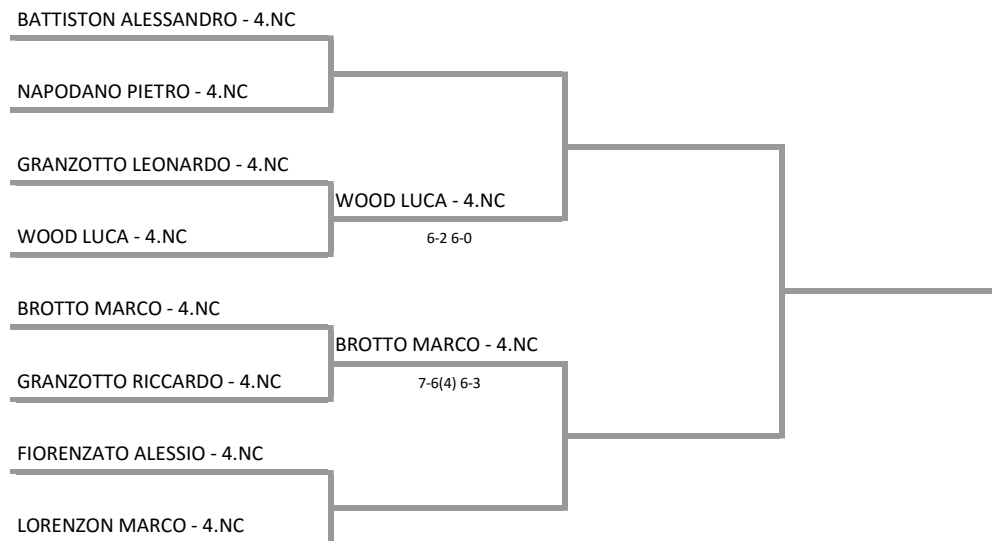 BATTISTON ALESSANDRO - 4.NC
NAPODANO PIETRO - 4.NC
GRANZOTTO LEONARDO - 4.NC
WOOD LUCA - 4.NC
6-2 6-0
WOOD LUCA - 4.NC
BROTTO MARCO - 4.NC
BROTTO MARCO - 4.NC
7-6(4) 6-3
GRANZOTTO RICCARDO - 4.NC
FIORENZATO ALESSIO - 4.NC
LORENZON MARCO - 4.NC